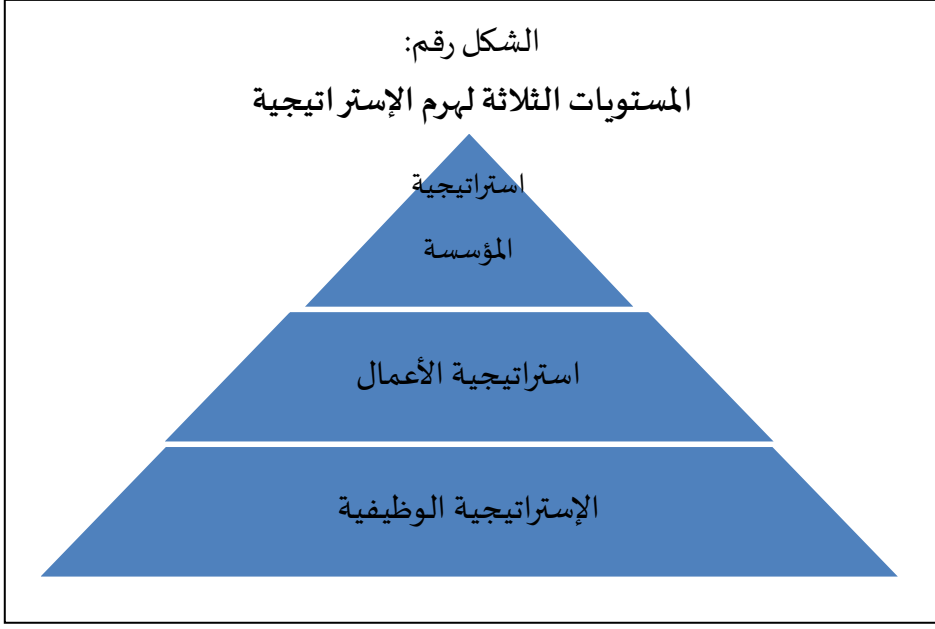 الشكل رقم:
المستويات الثلاثة لهرم الإستراتيجية
استراتيجية
المؤسسة
استراتيجية الأعمال
الإستراتيجية الوظيفية